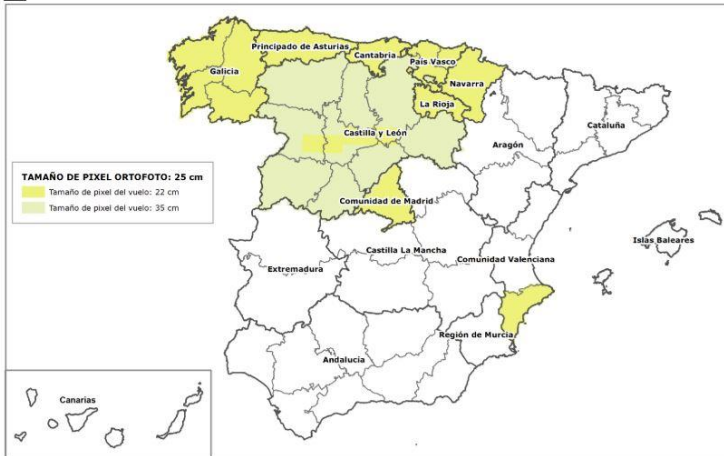 Principado de Asturias
Cantabria
País Vasco
Galicia
Navarra
La Rioja
Castilla y León
Cataluña
Aragón
TAMAÑO DE PIXEL ORTOFOTO: 25 cm
Tamaño de pixel del vuelo: 22 cm
Tamaño de pixel del vuelo: 35 cm
Comunidad de Madrid
Islas Baleares
Castilla La Mancha
Comunidad Valenciana
Extremadura
Región de Murcia
Andalucia
Canarias